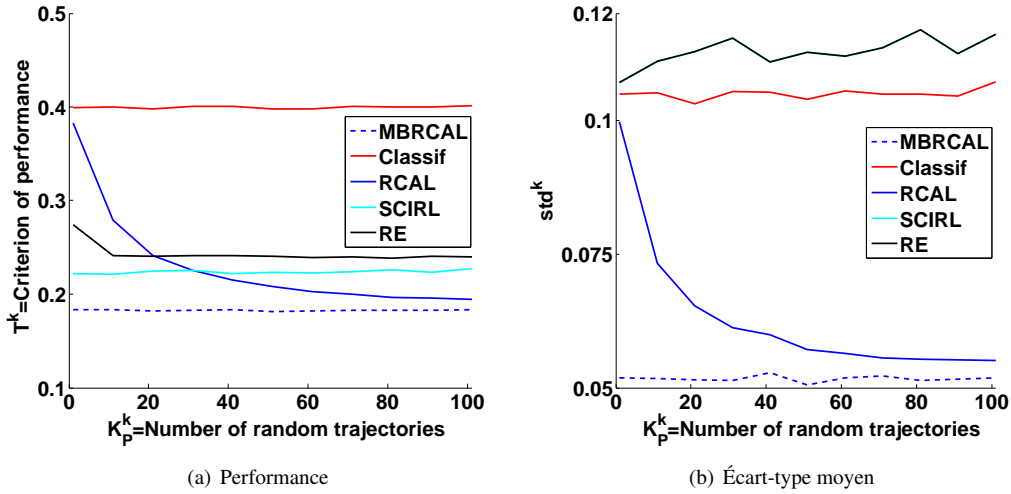 0.5
0.4
0.3
0.2
0.1
T^k=Criterion of performance
MBRCAL
Classif
RCAL
SCIRL
RE
0 20 40 60 80 100
K_P^k=Number of random trajectories
(a) Performance
0.12
0.1
0.075
0.05
std^k
MBRCAL
Classif
RCAL
SCIRL
RE
0 20 40 60 80 100
K_P^k=Number of random trajectories
(b) Écart-type moyen